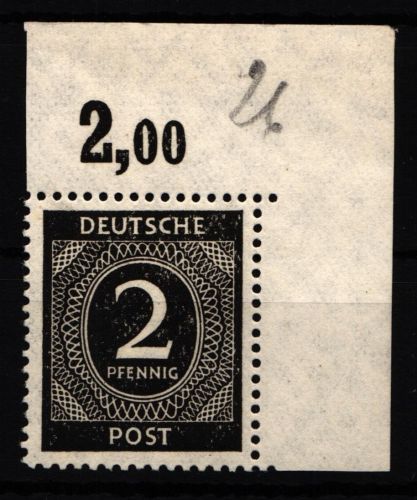 2,00
DEUTSCHE
2
PFENNIG
POST